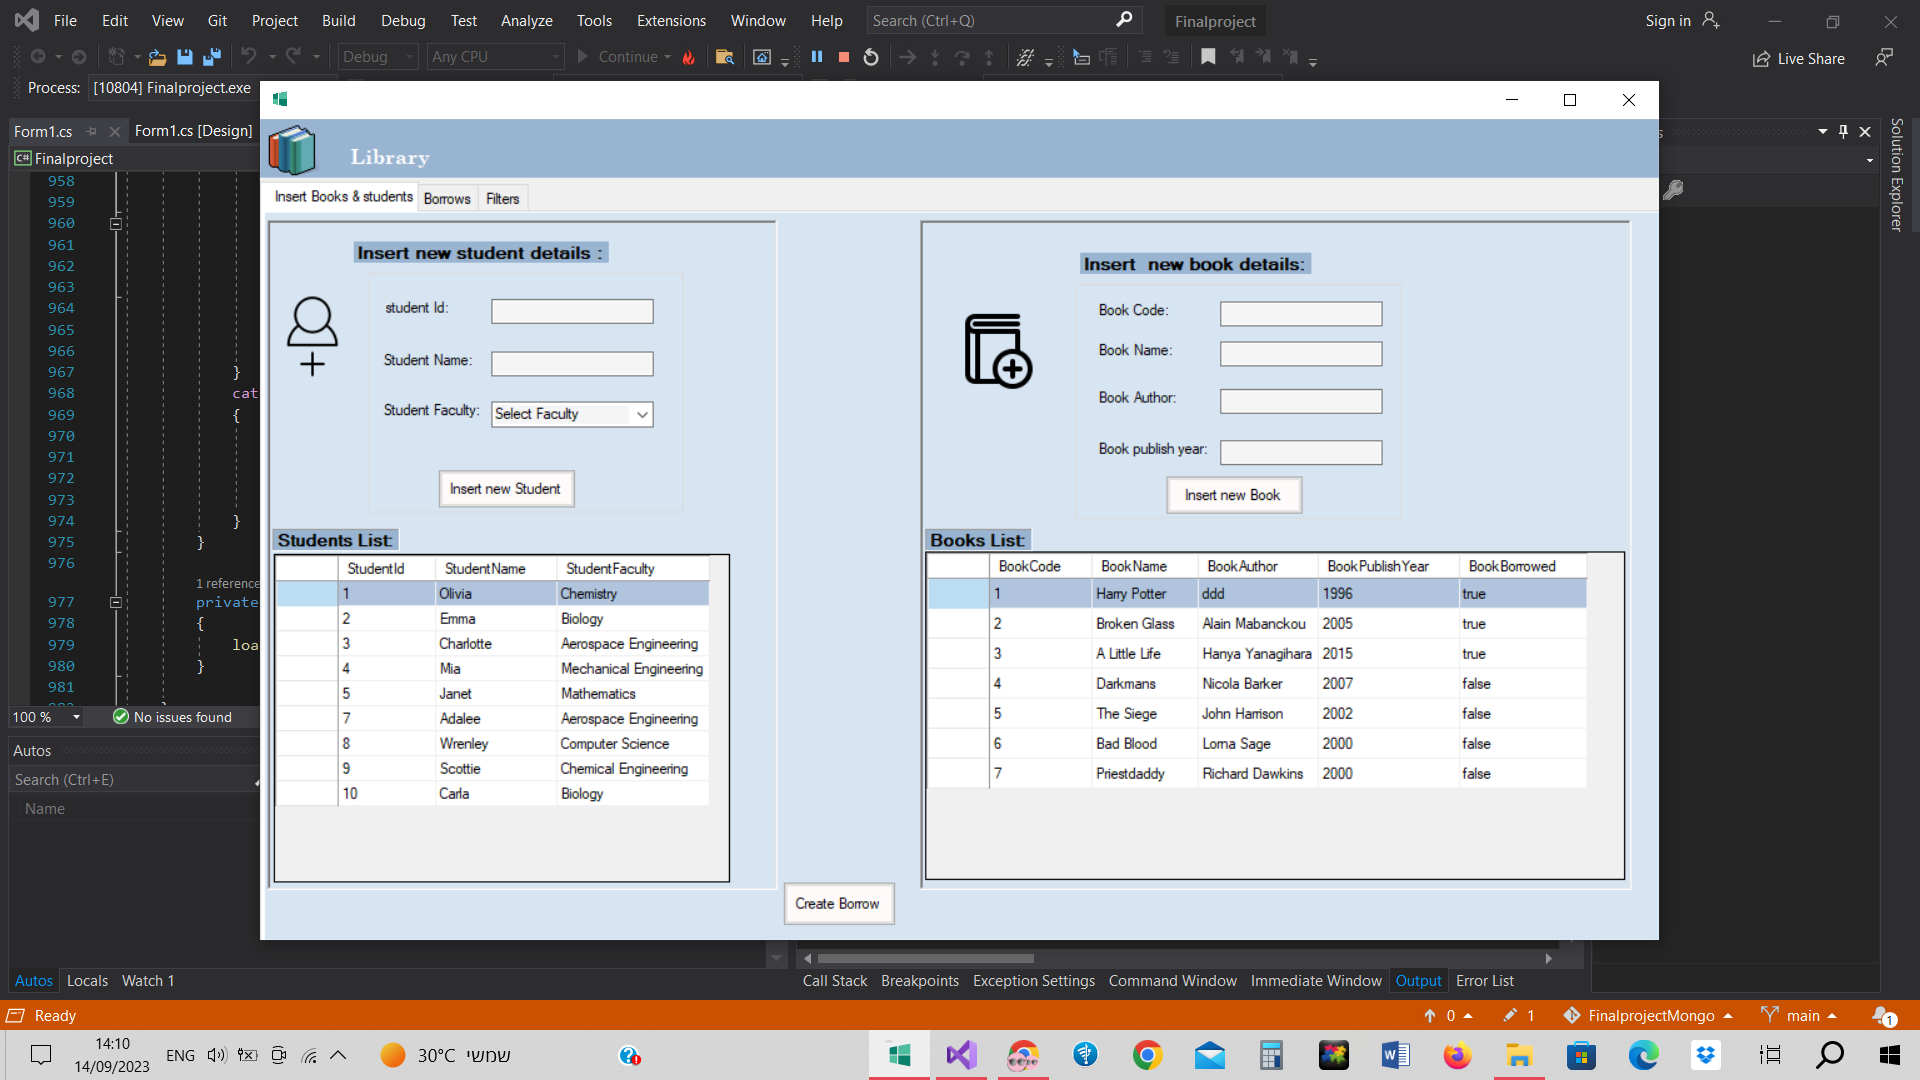 File Edit View Git Project Build Debug Test Analyze Tools Extensions Window Help Search (Ctrl+Q) Finalproject Sign in
Debug Any CPU Continue Live Share
Process: [10804] Finalproject.exe
Form1.cs Form1.cs [Design]
Finalproject
Library
Insert Books & students Borrows Filters
Solution Explorer
Insert new student details :
student Id:
Student Name:
Student Faculty: Select Faculty
Insert new Student
Insert new book details:
Book Code:
Book Name:
Book Author:
Book publish year:
Insert new Book
Students List:
StudentId StudentName StudentFaculty
1 Olivia Chemistry
2 Emma Biology
3 Charlotte Aerospace Engineering
4 Mia Mechanical Engineering
5 Janet Mathematics
7 Adalee Aerospace Engineering
8 Wrenley Computer Science
9 Scottie Chemical Engineering
10 Carla Biology
Books List:
BookCode BookName BookAuthor BookPublishYear BookBorrowed
1 Harry Potter ddd 1996 true
2 Broken Glass Alain Mabanckou 2005 true
3 A Little Life Hanya Yanagihara 2015 true
4 Darkmans Nicola Barker 2007 false
5 The Siege John Harrison 2002 false
6 Bad Blood Lorna Sage 2000 false
7 Priestdaddy Richard Dawkins 2000 false
Create Borrow
958
959
960
961
962
963
964
965
966
967 }
968 cat
969 {
970
971
972
973
974 }
975 }
976
1 reference
977 private
978 {
979 loa
980 }
981
100 % No issues found
Autos
Search (Ctrl+E)
Name
Autos Locals Watch 1
Call Stack Breakpoints Exception Settings Command Window Immediate Window Output Error List
Ready 0 1 FinalprojectMongo main 1
14:10
14/09/2023
ENG 30°C שמשי